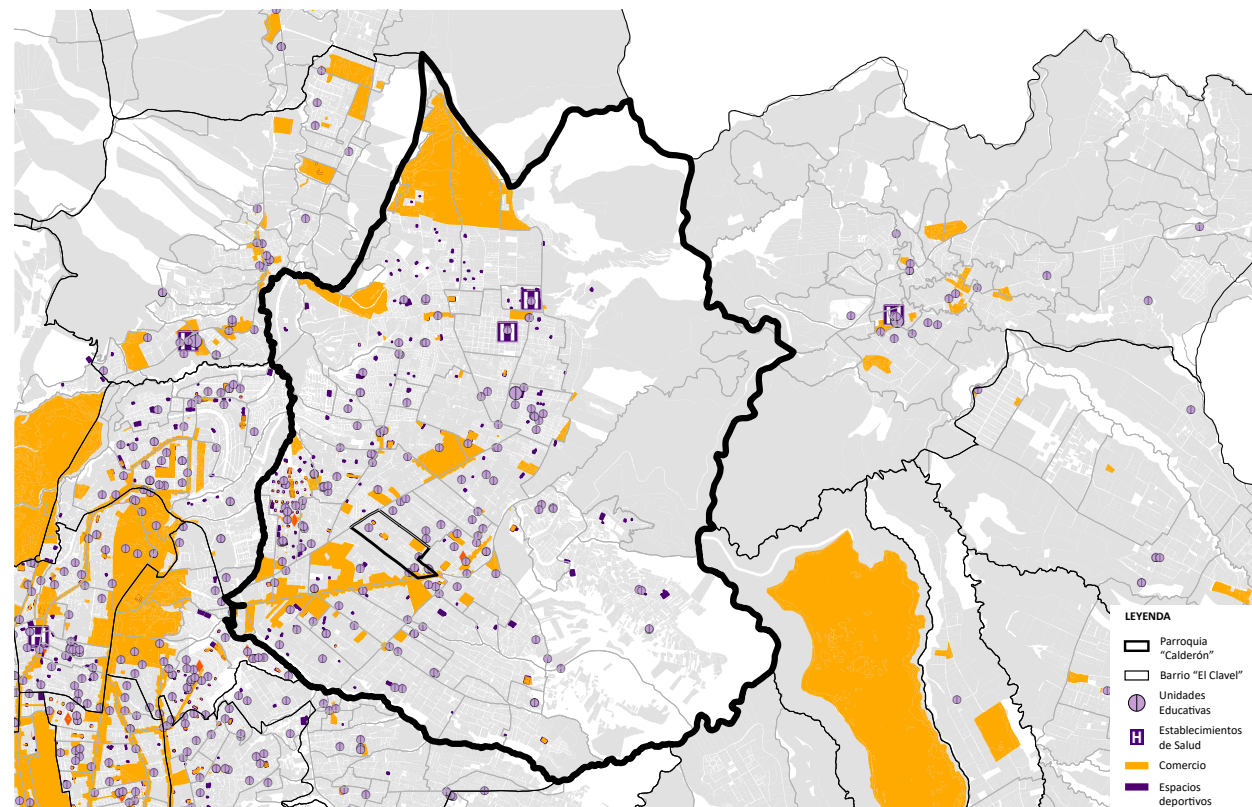 LEYENDA
Parroquia
“Calderón”
Barrio “El Clavel”
Unidades
Educativas
H
Establecimientos
de Salud
Comercio
Espacios
deportivos